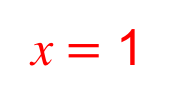 x = 1